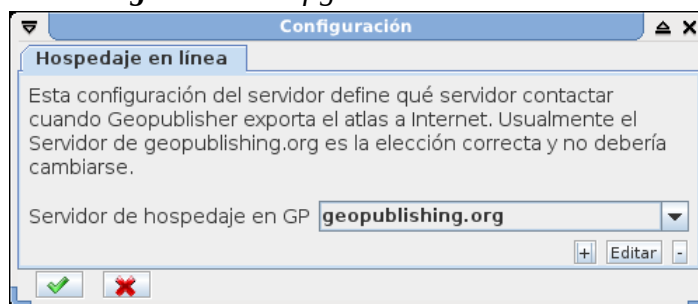 Configuración
Hospedaje en línea
Esta configuración del servidor define qué servidor contactar
cuando Geopublisher exporta el atlas a Internet. Usualmente el
Servidor de geopublishing.org es la elección correcta y no debería
cambiarse.
Servidor de hospedaje en GP geopublishing.org
+ Editar -